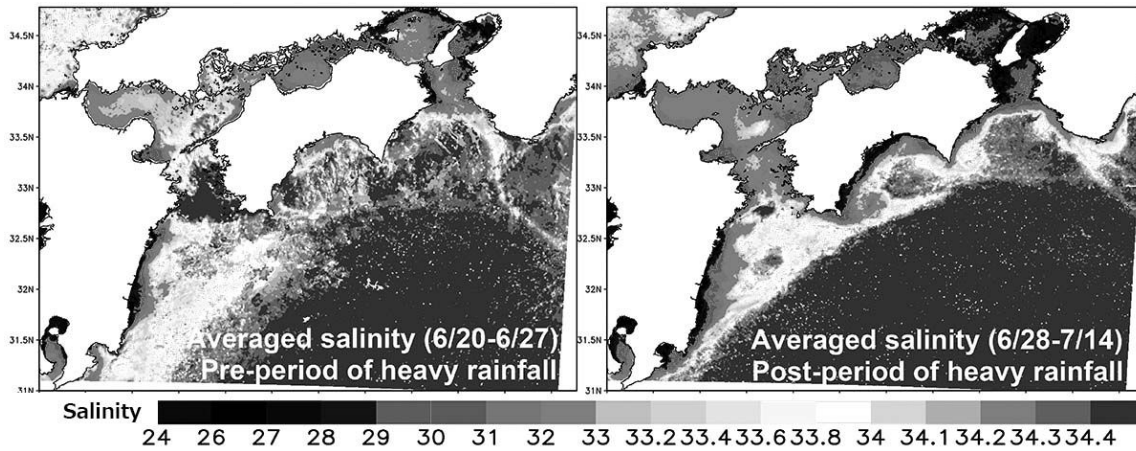 34.5N
34N
33.5N
33N
32.5N
32N
31.5N
31N
Averaged salinity (6/20-6/27)
Pre-period of heavy rainfall
34.5N
34N
33.5N
33N
32.5N
32N
31.5N
31N
Averaged salinity (6/28-7/14)
Post-period of heavy rainfall
Salinity
24 26 27 28 29 30 31 32 33 33.2 33.4 33.6 33.8 34 34.1 34.2 34.3 34.4